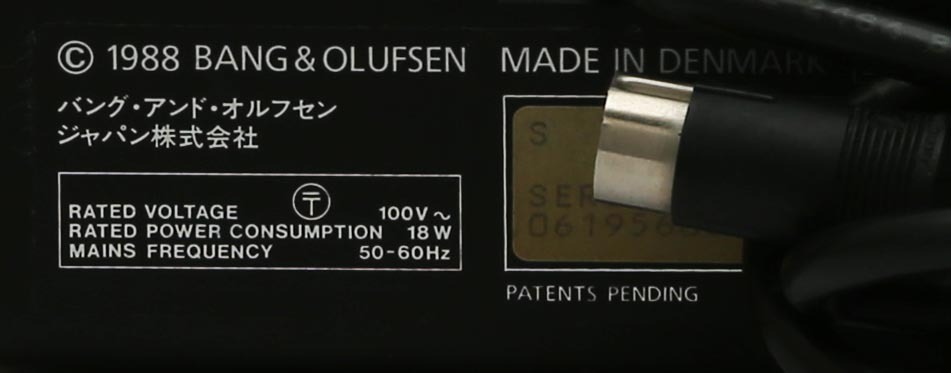 © 1988 BANG & OLUFSEN MADE IN DENMARK
バング・アンド・オルフセン
ジャパン株式会社
RATED VOLTAGE 〒 100V~
RATED POWER CONSUMPTION 18 W
MAINS FREQUENCY 50-60Hz
S
PATENTS PENDING